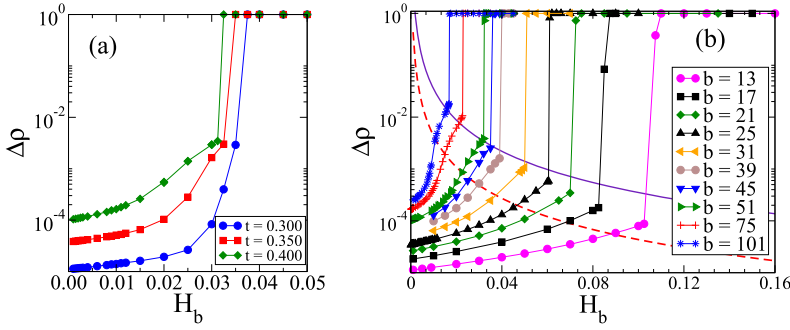 (a)
10^0
10^-2
10^-4
Δρ
0.00
0.01
0.02
0.03
0.04
0.05
H_b
t = 0.300
t = 0.350
t = 0.400
(b)
10^0
10^-2
10^-4
Δρ
0
0.04
0.08
0.12
0.16
H_b
b = 13
b = 17
b = 21
b = 25
b = 31
b = 39
b = 45
b = 51
b = 75
b = 101